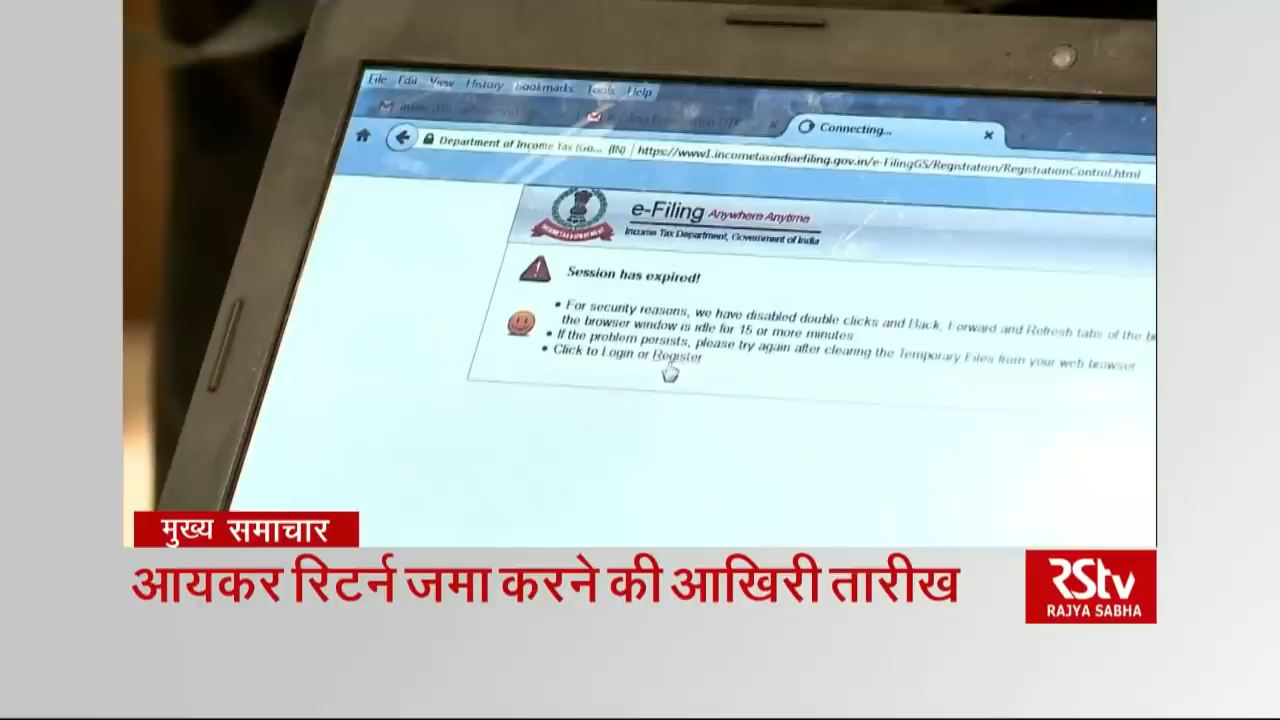 File Edit View History Bookmarks Tools Help
Connecting...
Department of Income Tax (Go... (IN) https://www1.incometaxindiaefiling.gov.in/e-FilingGS/Registration/RegistrationControl.html
e-Filing Anywhere Anytime
Income Tax Department, Government of India
Session has expired!
• For security reasons, we have disabled double clicks and Back, Forward and Refresh tabs of the
the browser window is idle for 15 or more minutes
• If the problem persists, please try again after clearing the Temporary Files from your web browser
• Click to Login or Register
मुख्य समाचार
आयकर रिटर्न जमा करने की आखिरी तारीख
RSTV
RAJYA SABHA